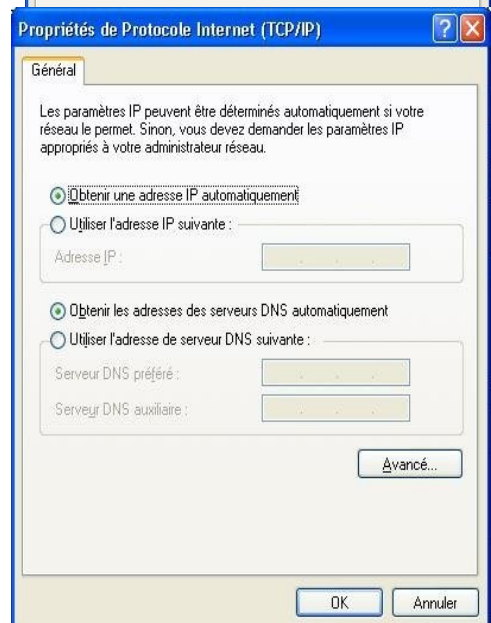 Propriétés de Protocole Internet (TCP/IP)
Général
Les paramètres IP peuvent être déterminés automatiquement si votre
réseau le permet. Sinon, vous devez demander les paramètres IP
appropriés à votre administrateur réseau.
Obtenir une adresse IP automatiquement
Utiliser l'adresse IP suivante :
Adresse IP :
Obtenir les adresses des serveurs DNS automatiquement
Utiliser l'adresse de serveur DNS suivante :
Serveur DNS préféré :
Serveur DNS auxiliaire :
Avancé...
OK Annuler